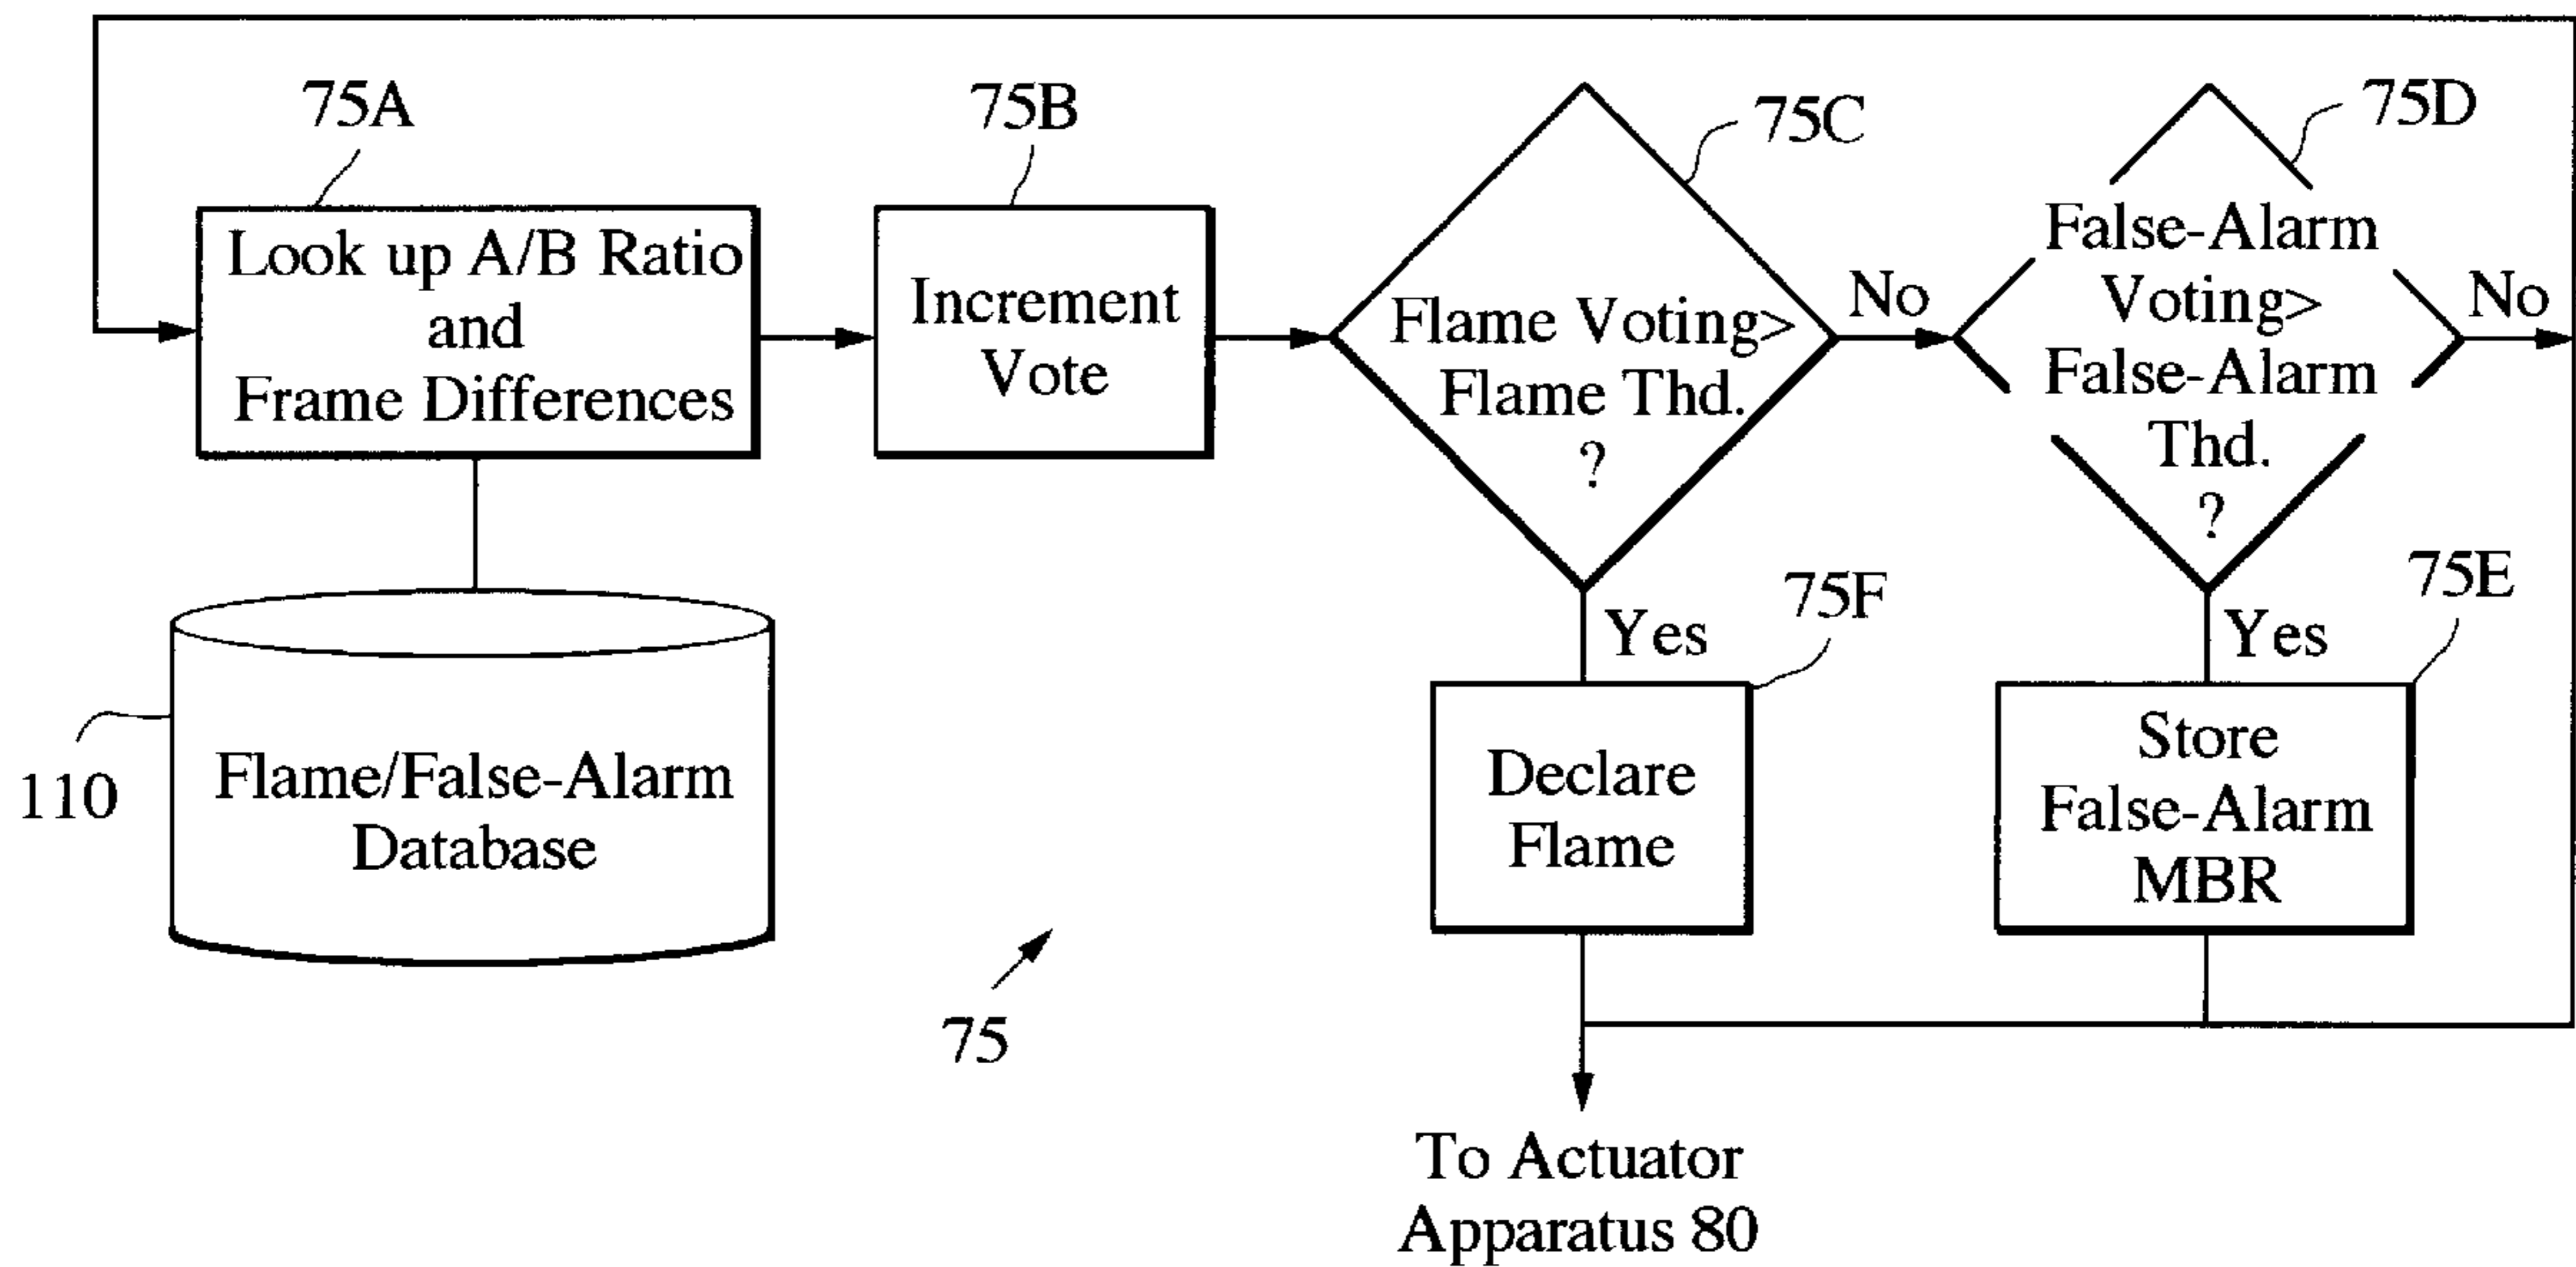 75A
75B
75C
75D
Look up A/B Ratio
and
Frame Differences
Increment
Vote
Flame Voting>
Flame Thd.
?
No
False-Alarm
Voting>
False-Alarm
Thd.
?
No
110
Flame/False-Alarm
Database
Yes
75F
Declare
Flame
Yes
75E
Store
False-Alarm
MBR
75
To Actuator
Apparatus 80